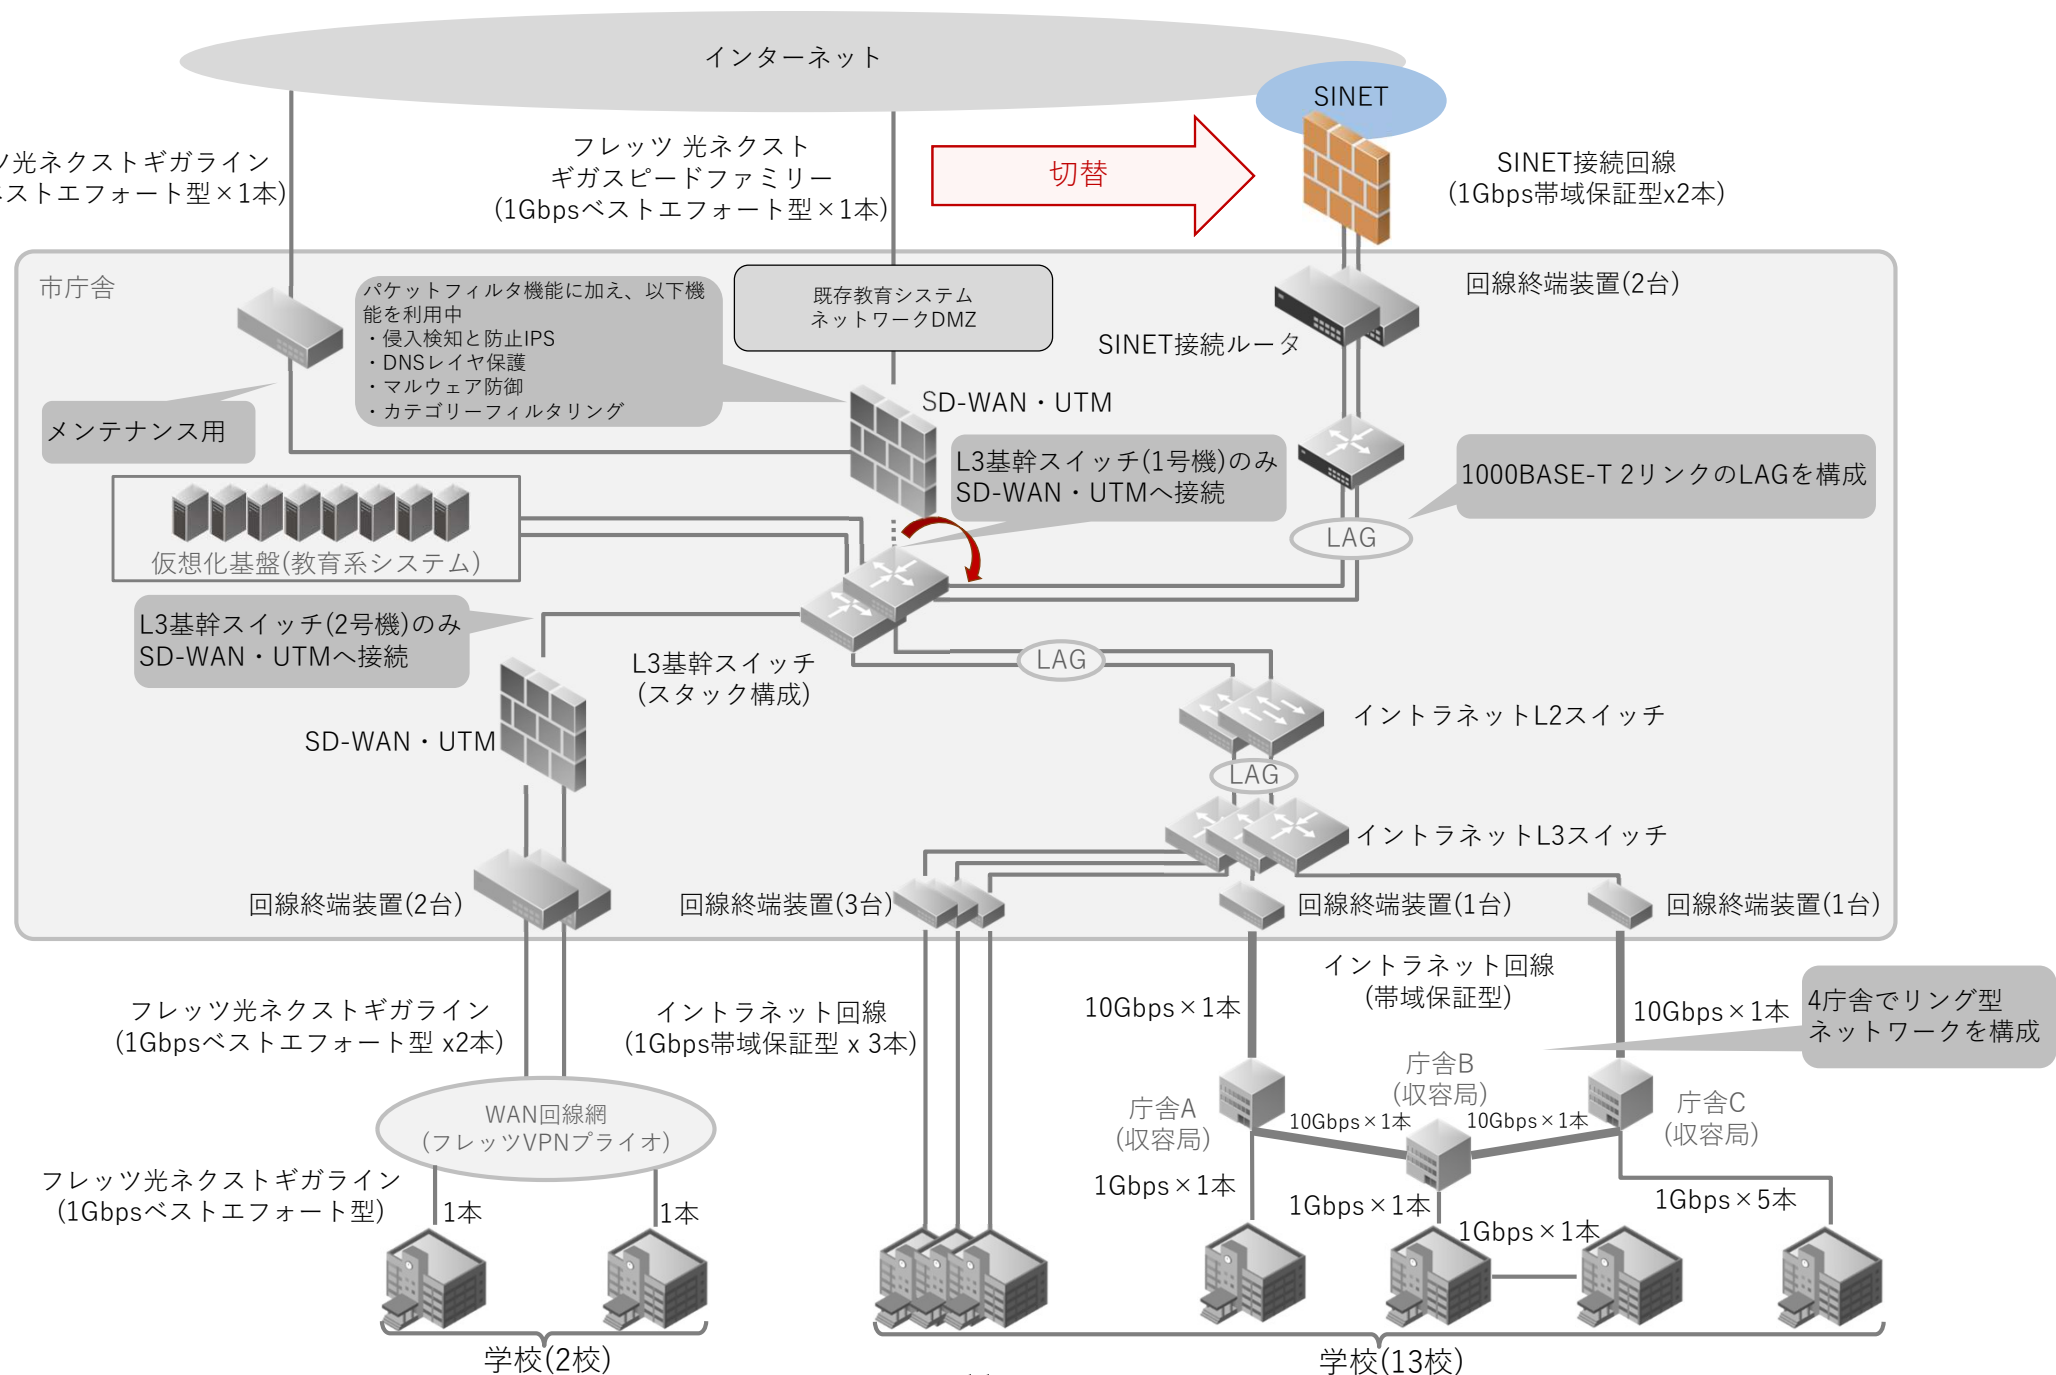 インターネット
SINET
ツ光ネクストギガライン
ベストエフォート型×1本)
フレッツ 光ネクスト
ギガスピードファミリー
(1Gbpsベストエフォート型×1本)
切替
SINET接続回線
(1Gbps帯域保証型x2本)
市庁舎
パケットフィルタ機能に加え、以下機
能を利用中
・侵入検知と防止IPS
・DNSレイヤ保護
・マルウェア防御
・カテゴリーフィルタリング
既存教育システム
ネットワークDMZ
回線終端装置(2台)
SINET接続ルータ
メンテナンス用
SD-WAN・UTM
L3基幹スイッチ(1号機)のみ
SD-WAN・UTMへ接続
1000BASE-T 2リンクのLAGを構成
LAG
仮想化基盤(教育系システム)
L3基幹スイッチ(2号機)のみ
SD-WAN・UTMへ接続
L3基幹スイッチ
(スタック構成)
LAG
イントラネットL2スイッチ
SD-WAN・UTM
LAG
イントラネットL3スイッチ
回線終端装置(2台)
回線終端装置(3台)
回線終端装置(1台)
回線終端装置(1台)
フレッツ光ネクストギガライン
(1Gbpsベストエフォート型 x2本)
イントラネット回線
(1Gbps帯域保証型 x 3本)
10Gbps×1本
イントラネット回線
(帯域保証型)
10Gbps×1本
4庁舎でリング型
ネットワークを構成
WAN回線網
(フレッツVPNプライオ)
庁舎A
(収容局)
庁舎B
(収容局)
庁舎C
(収容局)
10Gbps×1本
10Gbps×1本
フレッツ光ネクストギガライン
(1Gbpsベストエフォート型)
1本
1本
1Gbps×1本
1Gbps×1本
1Gbps×1本
1Gbps×5本
学校(2校)
学校(13校)